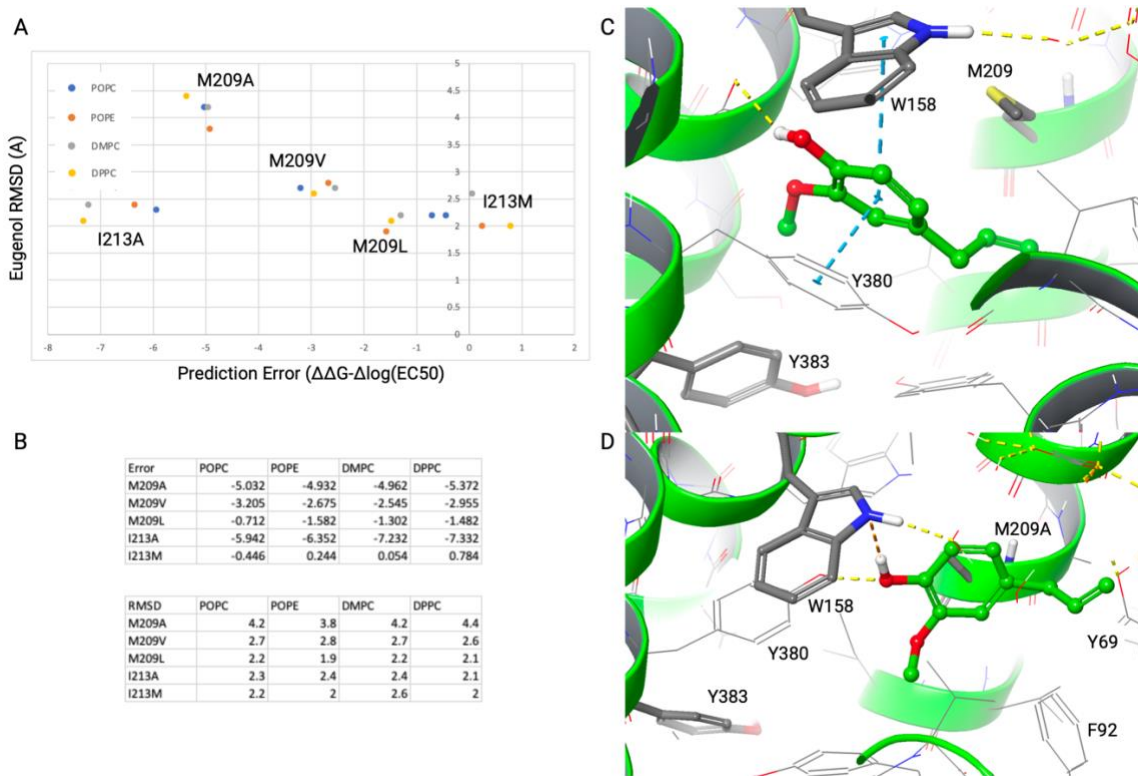 A
Eugenol RMSD (A)
POPC
POPE
DMPC
DPPC
M209A
M209V
I213M
I213A
M209L
5
4.5
4
3.5
3
2.5
2
1.5
1
0.5
0
-8 -7 -6 -5 -4 -3 -2 -1 0 1 2
Prediction Error (ΔΔG-Δlog(EC50)
B
Error POPC POPE DMPC DPPC
M209A -5.032 -4.932 -4.962 -5.372
M209V -3.205 -2.675 -2.545 -2.955
M209L -0.712 -1.582 -1.302 -1.482
I213A -5.942 -6.352 -7.232 -7.332
I213M -0.446 0.244 0.054 0.784
RMSD POPC POPE DMPC DPPC
M209A 4.2 3.8 4.2 4.4
M209V 2.7 2.8 2.7 2.6
M209L 2.2 1.9 2.2 2.1
I213A 2.3 2.4 2.4 2.1
I213M 2.2 2 2.6 2
C
M209
W158
Y380
Y383
D
M209A
W158
Y380
Y69
Y383
F92